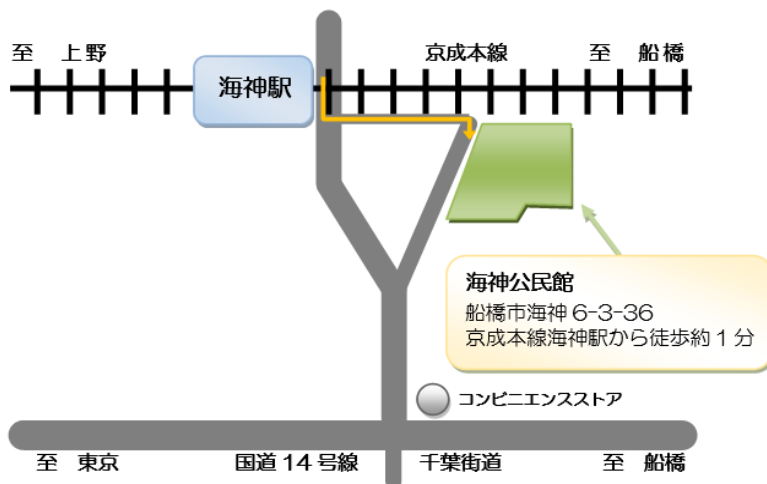 至 上野
海神駅
京成本線
至 船橋
海神公民館
船橋市海神 6-3-36
京成本線海神駅から徒歩約 1 分
コンビニエンスストア
至 東京
国道 14 号線
千葉街道
至 船橋